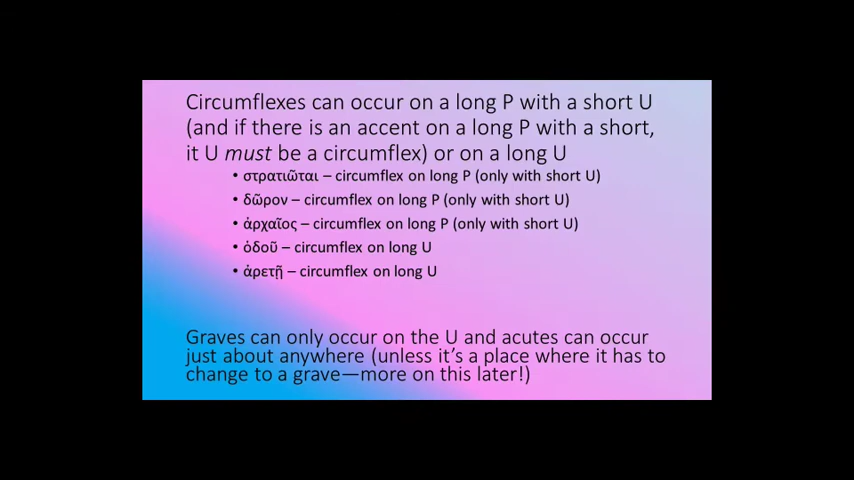 Circumflexes can occur on a long P with a short U
(and if there is an accent on a long P with a short,
it U must be a circumflex) or on a long U
• στρατιῶται – circumflex on long P (only with short U)
• δῶρον – circumflex on long P (only with short U)
• ἀρχαῖος – circumflex on long P (only with short U)
• ὁδοῦ – circumflex on long U
• ἀρετῇ – circumflex on long U
Graves can only occur on the U and acutes can occur
just about anywhere (unless it’s a place where it has to
change to a grave—more on this later!)